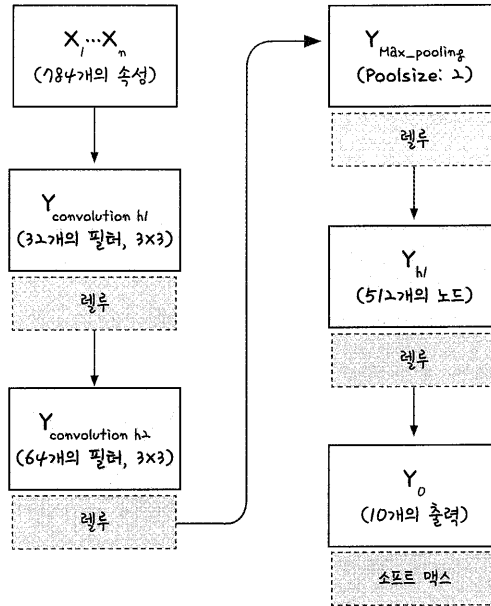 X1...Xn
(784개의 속성)
Yconvolution h1
(32개의 필터, 3×3)
렐루
Yconvolution h2
(64개의 필터, 3×3)
렐루
YMax_pooling
(Poolsize: 2)
렐루
Yh1
(512개의 노드)
렐루
Y0
(10개의 출력)
소프트 맥스